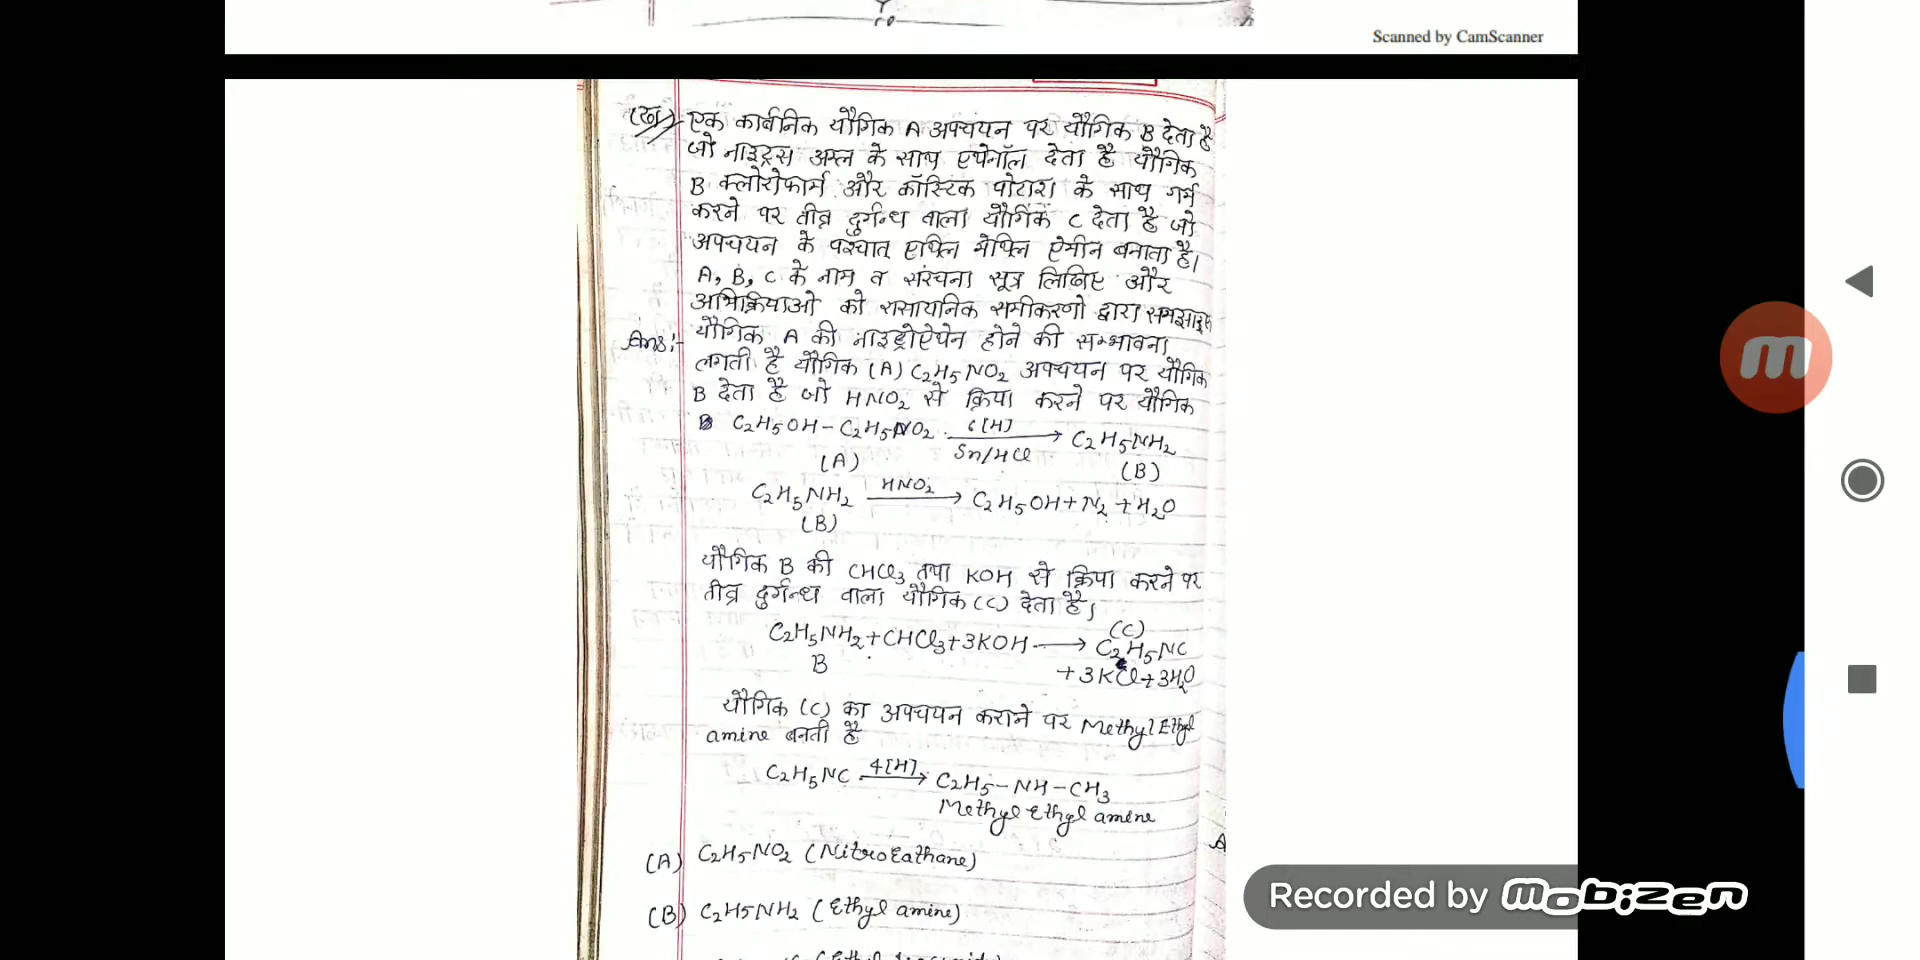 Scanned by CamScanner
(ख) एक कार्बनिक यौगिक A अपचयन पर यौगिक B देता है
जो नाइट्रस अम्ल के साथ एथेनॉल देता है यौगिक
B क्लोरोफार्म और कॉस्टिक पोटाश के साथ गर्म
करने पर तीव्र दुर्गन्ध वाला यौगिक C देता है जो
अपचयन के पश्चात् एथिल मेथिल ऐमीन बनाता है।
A, B, C के नाम व संरचना सूत्र लिखिए और
अभिक्रियाओ को रासायनिक समीकरणो द्वारा समझाइए
Ans:- यौगिक A की नाइट्रोऐथेन होने की सम्भावना
लगती है यौगिक (A) C2H5NO2 अपचयन पर यौगिक
B देता है जो HNO2 से क्रिया करने पर यौगिक
B C2H5OH - C2H5NO2 6[H] Sn/HCl → C2H5NH2
(A) (B)
C2H5NH2 HNO2 → C2H5OH + N2 + H2O
(B)
यौगिक B की CHCl3 तथा KOH से क्रिया करने पर
तीव्र दुर्गन्ध वाला यौगिक (C) देता है।
(C)
C2H5NH2 + CHCl3 + 3KOH → C2H5NC
B + 3KCl + 3H2O
यौगिक (C) का अपचयन कराने पर Methyl Ethyl
amine बनती है
C2H5NC 4[H] → C2H5-NH-CH3
Methyl Ethyl amine
(A) C2H5NO2 (NitroEathane)
(B) C2H5NH2 (Ethyl amine)
Recorded by mobizen